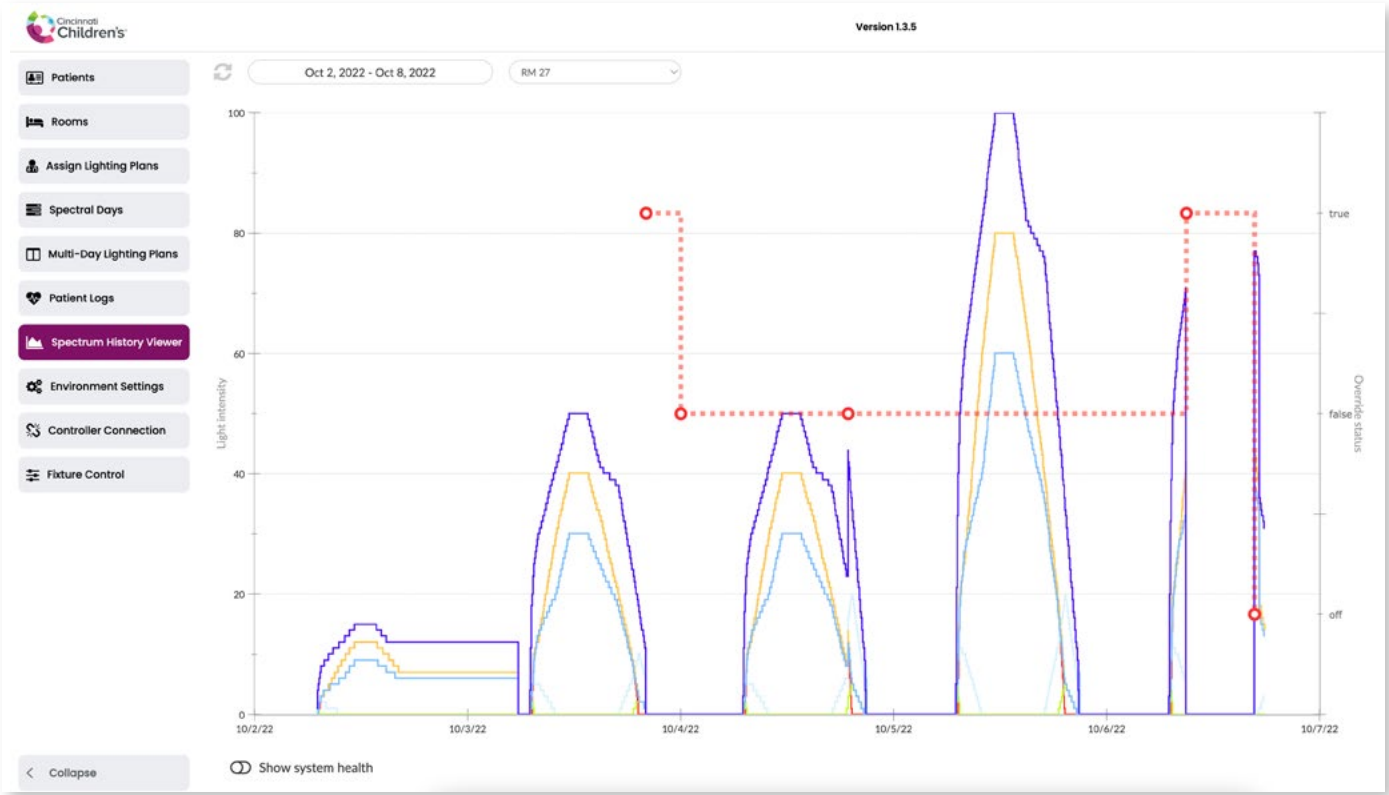 Cincinnati
Children's
Version 1.3.5
Patients
Rooms
Assign Lighting Plans
Spectral Days
Multi-Day Lighting Plans
Patient Logs
Spectrum History Viewer
Environment Settings
Controller Connection
Fixture Control
Collapse
Oct 2, 2022 - Oct 8, 2022
RM 27
Light intensity
100
80
60
40
20
0
10/2/22
10/3/22
10/4/22
10/5/22
10/6/22
10/7/22
true
false
off
Override status
Show system health